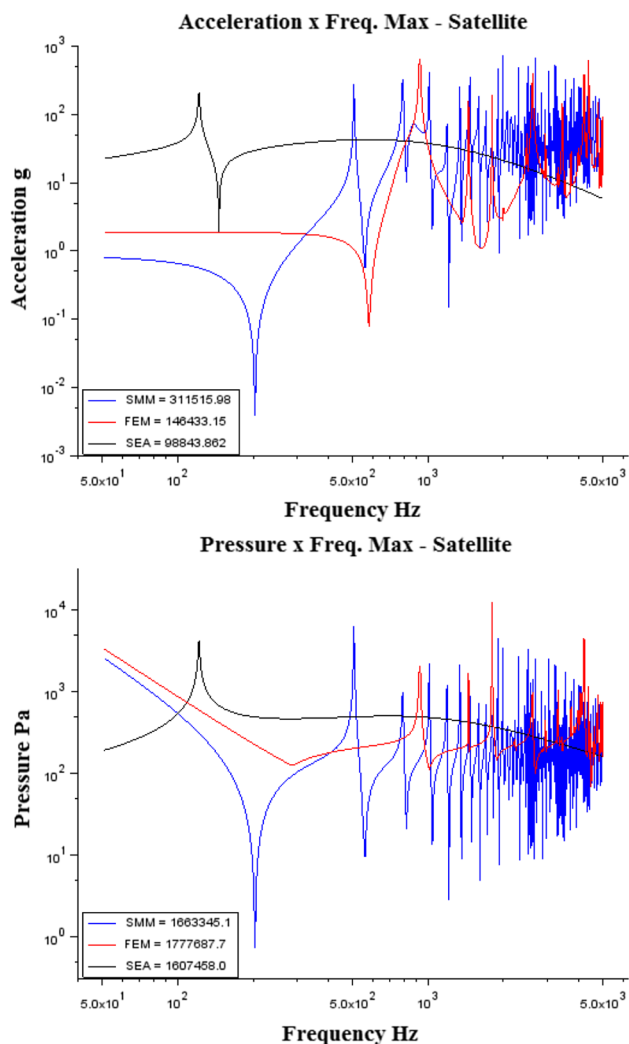 Acceleration x Freq. Max - Satellite
10³
10²
10¹
10⁰
10⁻¹
10⁻²
10⁻³
Acceleration g
SMM = 311515.98
FEM = 146433.15
SEA = 98843.862
5.0x10¹ 10² 5.0x10² 10³ 5.0x10³
Frequency Hz
Pressure x Freq. Max - Satellite
10⁴
10³
10²
10¹
10⁰
Pressure Pa
SMM = 1663345.1
FEM = 1777687.7
SEA = 1607458.0
5.0x10¹ 10² 5.0x10² 10³ 5.0x10³
Frequency Hz